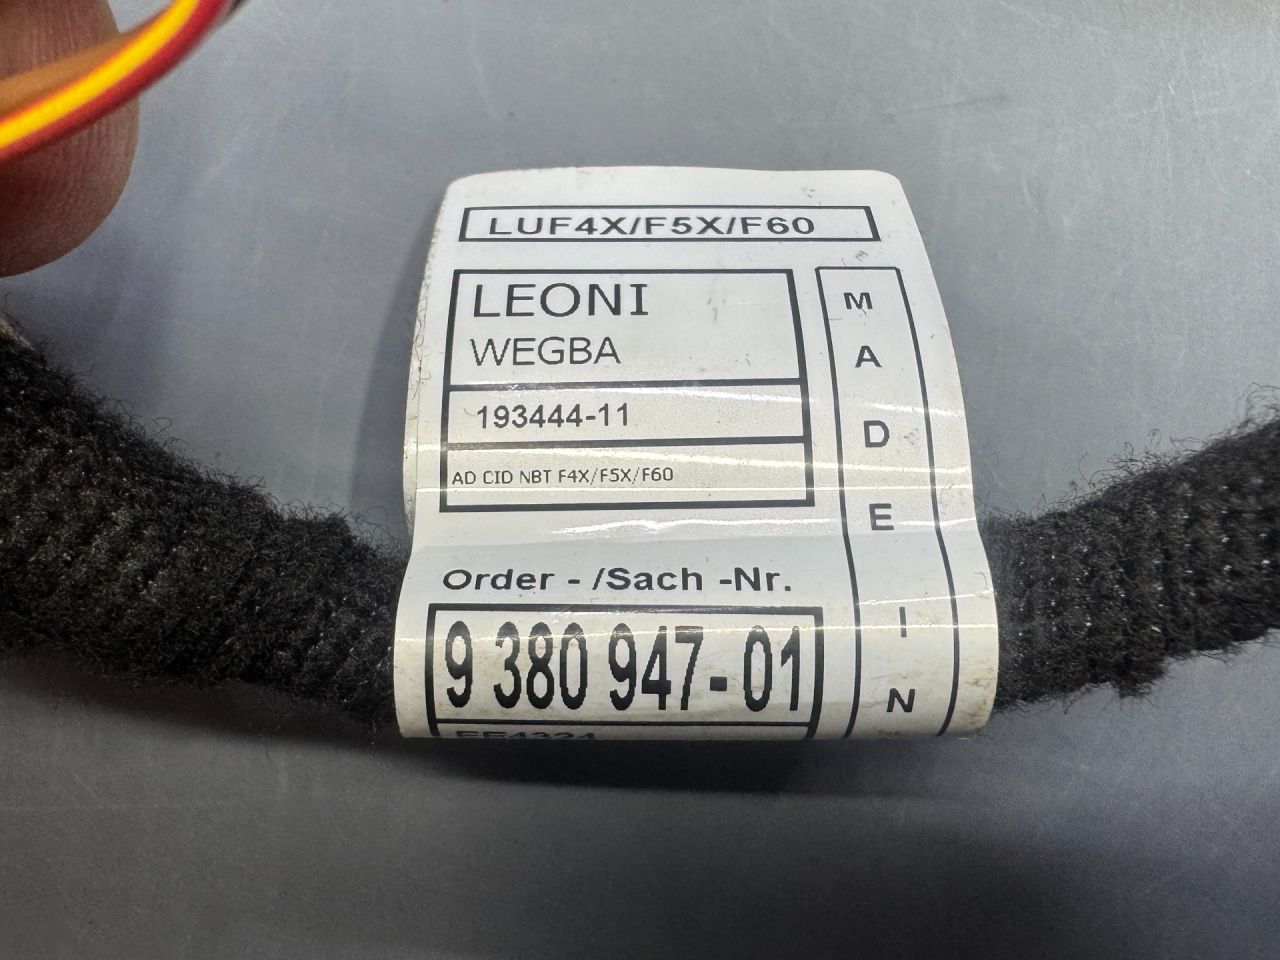 LUF4X/F5X/F60
LEONI
WEGBA
193444-11
AD CID NBT F4X/F5X/F60
Order - /Sach -Nr.
9 380 947-01
MADE IN